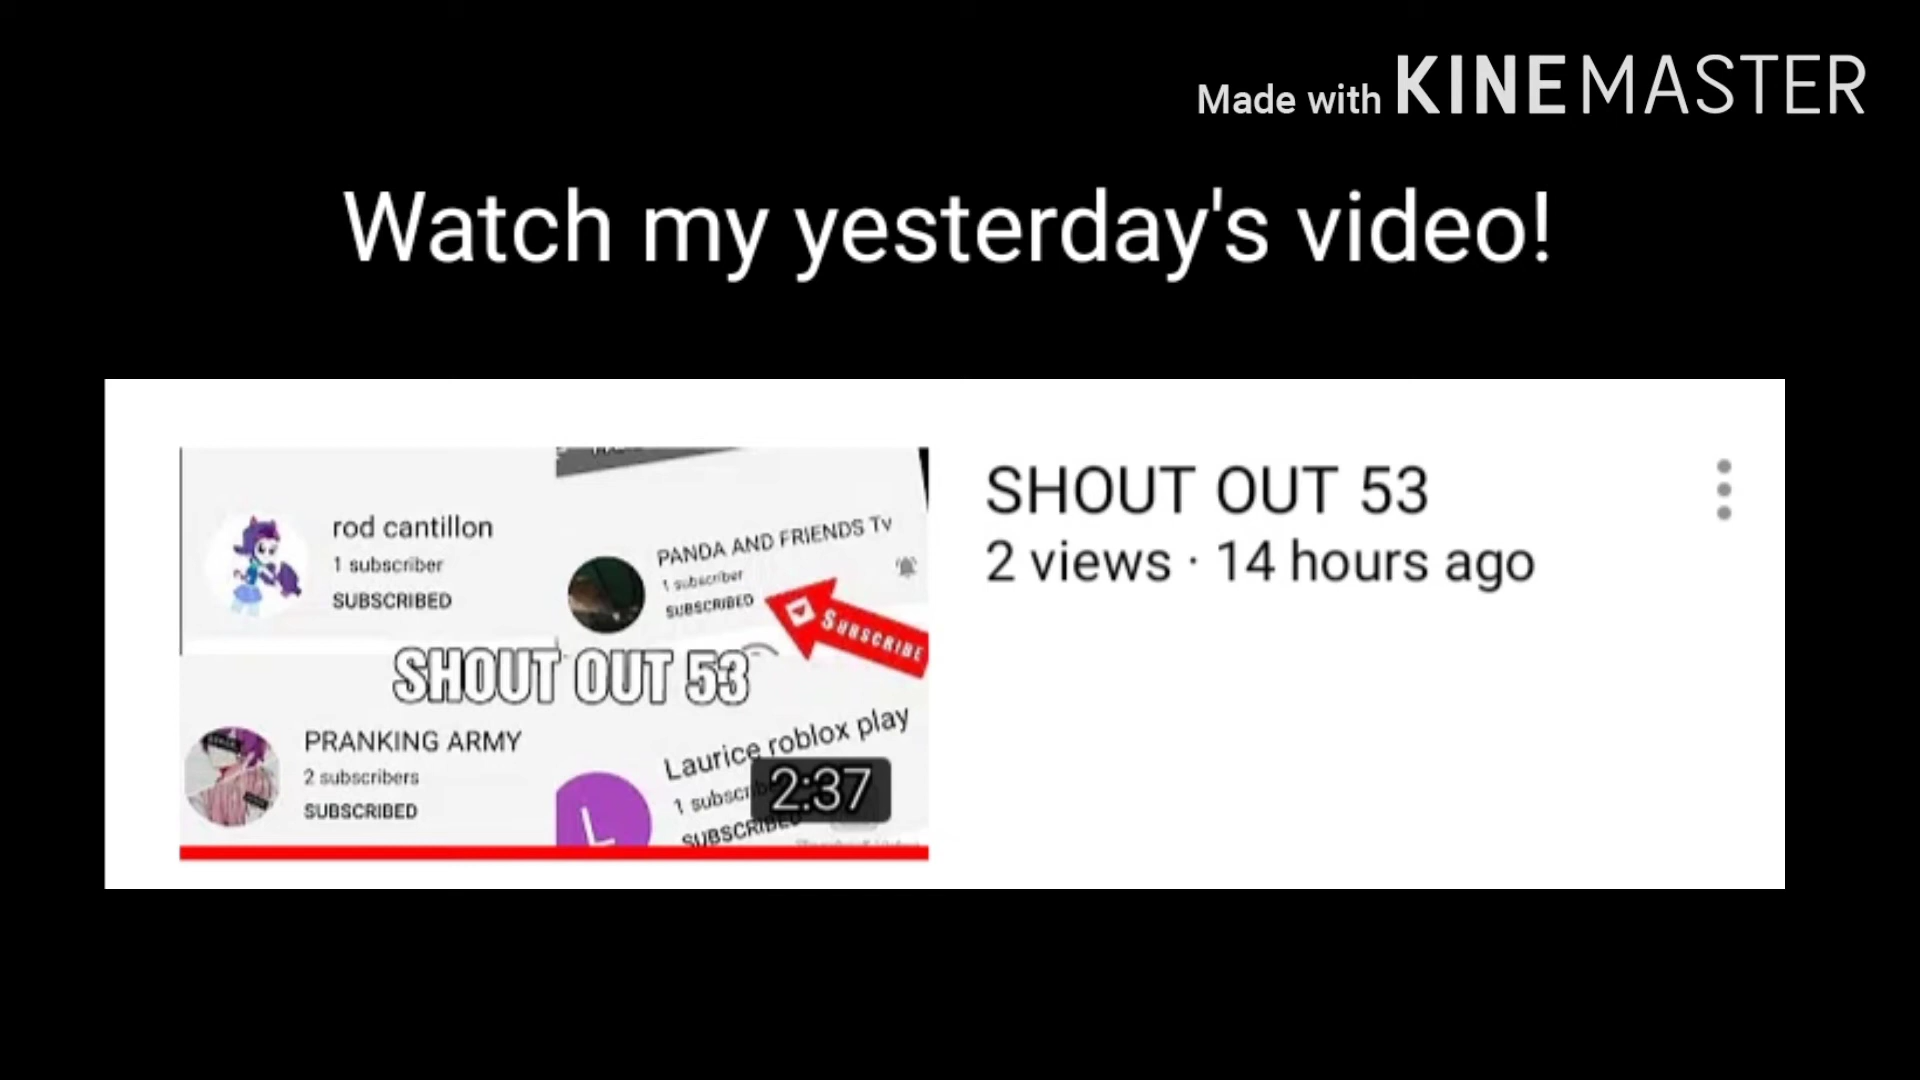 Made with KINEMASTER
Watch my yesterday's video!
SHOUT OUT 53
2 views · 14 hours ago
rod cantillon
1 subscriber
SUBSCRIBED
PANDA AND FRIENDS Tv
1 subscriber
SUBSCRIBED
SUBSCRIBE
SHOUT OUT 53
PRANKING ARMY
2 subscribers
SUBSCRIBED
Laurice roblox play
1
SUBSCRIBED
2:37
L